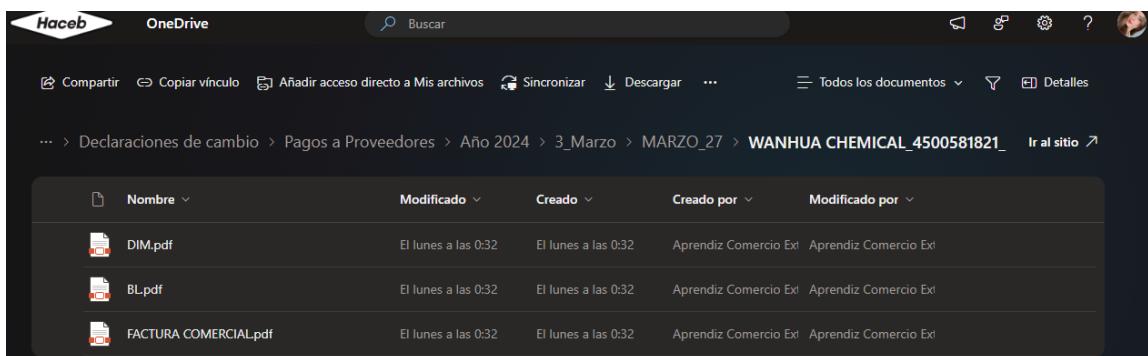 Haceb OneDrive Buscar ?
Compartir Copiar vínculo Añadir acceso directo a Mis archivos Sincronizar Descargar ··· Todos los documentos Detalles
··· > Declaraciones de cambio > Pagos a Proveedores > Año 2024 > 3_Marzo > MARZO_27 > WANHUA CHEMICAL_4500581821_ Ir al sitio
Nombre Modificado Creado Creado por Modificado por
DIM.pdf El lunes a las 0:32 El lunes a las 0:32 Aprendiz Comercio Ext Aprendiz Comercio Ext
BL.pdf El lunes a las 0:32 El lunes a las 0:32 Aprendiz Comercio Ext Aprendiz Comercio Ext
FACTURA COMERCIAL.pdf El lunes a las 0:32 El lunes a las 0:32 Aprendiz Comercio Ext Aprendiz Comercio Ext